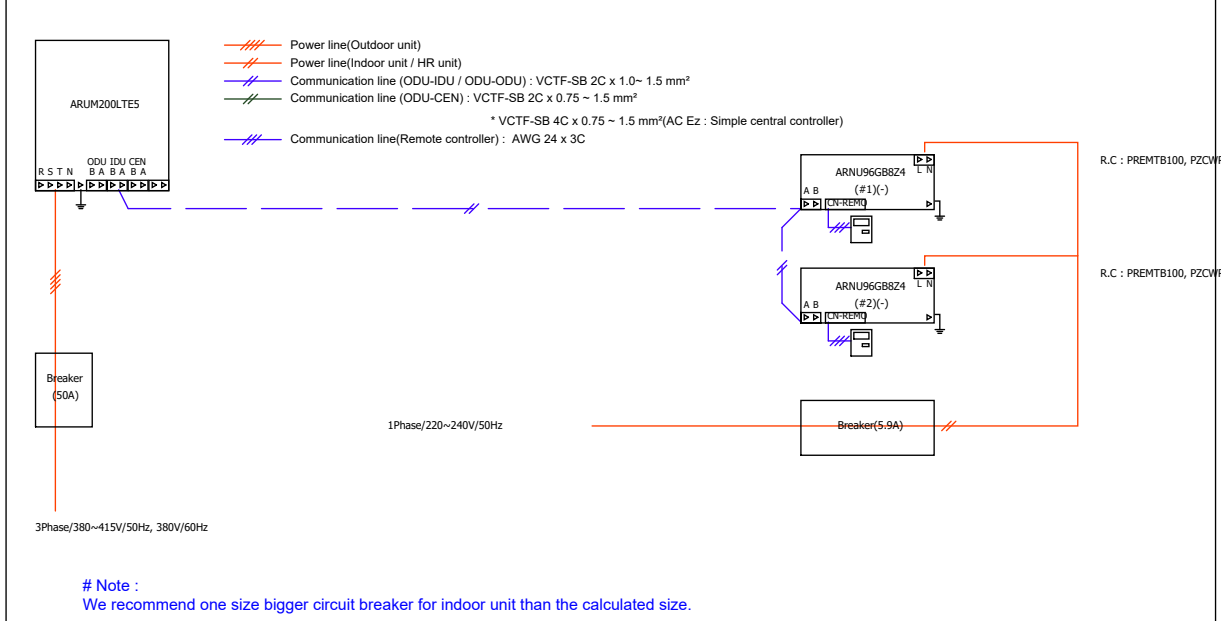 Power line(Outdoor unit)
Power line(Indoor unit / HR unit)
Communication line (ODU-IDU / ODU-ODU) : VCTF-SB 2C x 1.0~ 1.5 mm²
Communication line (ODU-CEN) : VCTF-SB 2C x 0.75 ~ 1.5 mm²
* VCTF-SB 4C x 0.75 ~ 1.5 mm²(AC Ez : Simple central controller)
Communication line(Remote controller) : AWG 24 x 3C
ARUM200LTE5
ODU IDU CEN
R S T N B A B A B A
ARNU96GB8Z4
(#1)(-)
L N
A B
CN-REMO
R.C : PREMTB100, PZCWR
ARNU96GB8Z4
(#2)(-)
L N
A B
CN-REMO
R.C : PREMTB100, PZCWR
Breaker
(50A)
1Phase/220~240V/50Hz
Breaker(5.9A)
3Phase/380~415V/50Hz, 380V/60Hz
# Note :
We recommend one size bigger circuit breaker for indoor unit than the calculated size.